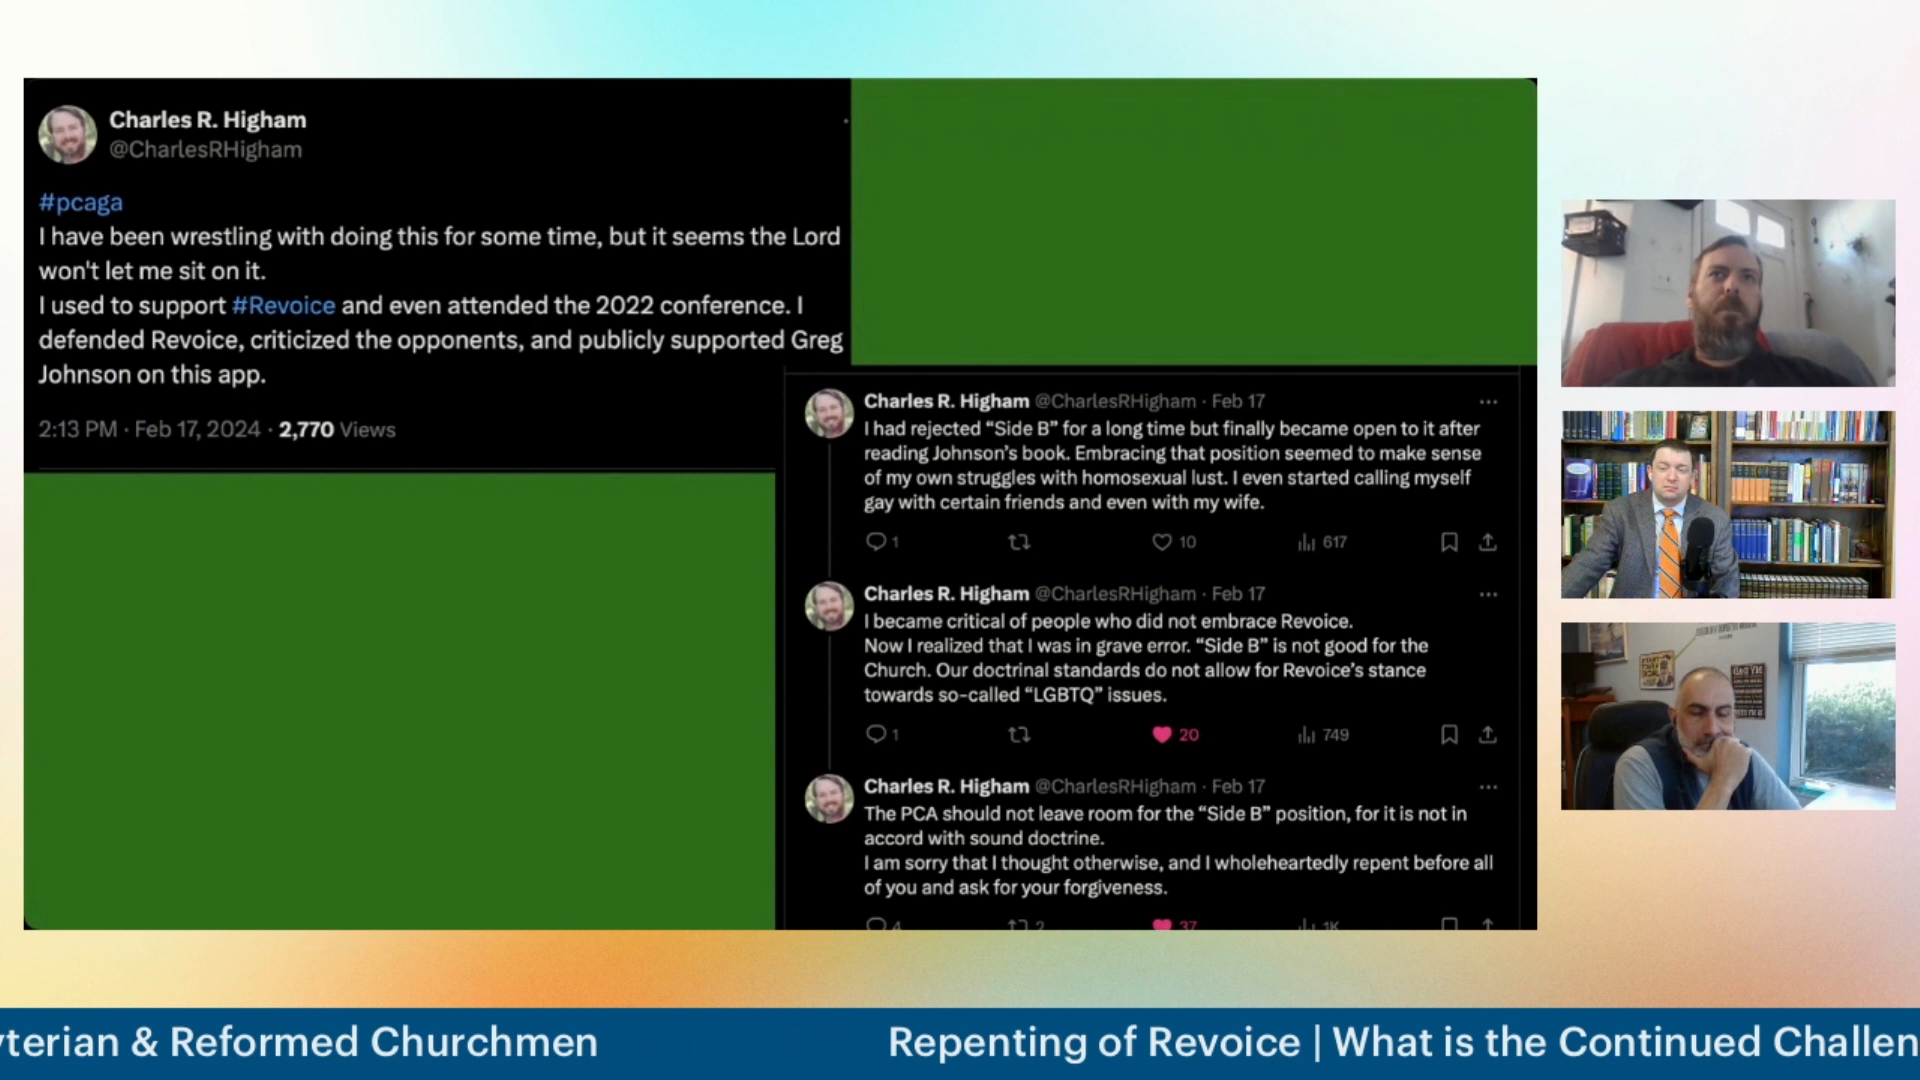 Charles R. Higham
@CharlesRHigham
#pcaga
I have been wrestling with doing this for some time, but it seems the Lord
won't let me sit on it.
I used to support #Revoice and even attended the 2022 conference. I
defended Revoice, criticized the opponents, and publicly supported Greg
Johnson on this app.
2:13 PM · Feb 17, 2024 · 2,770 Views
Charles R. Higham @CharlesRHigham · Feb 17
I had rejected “Side B” for a long time but finally became open to it after
reading Johnson’s book. Embracing that position seemed to make sense
of my own struggles with homosexual lust. I even started calling myself
gay with certain friends and even with my wife.
1 10 617
Charles R. Higham @CharlesRHigham · Feb 17
I became critical of people who did not embrace Revoice.
Now I realized that I was in grave error. “Side B” is not good for the
Church. Our doctrinal standards do not allow for Revoice’s stance
towards so-called “LGBTQ” issues.
1 20 749
Charles R. Higham @CharlesRHigham · Feb 17
The PCA should not leave room for the “Side B” position, for it is not in
accord with sound doctrine.
I am sorry that I thought otherwise, and I wholeheartedly repent before all
of you and ask for your forgiveness.
4 2 37 1K
yterian & Reformed Churchmen
Repenting of Revoice | What is the Continued Challen